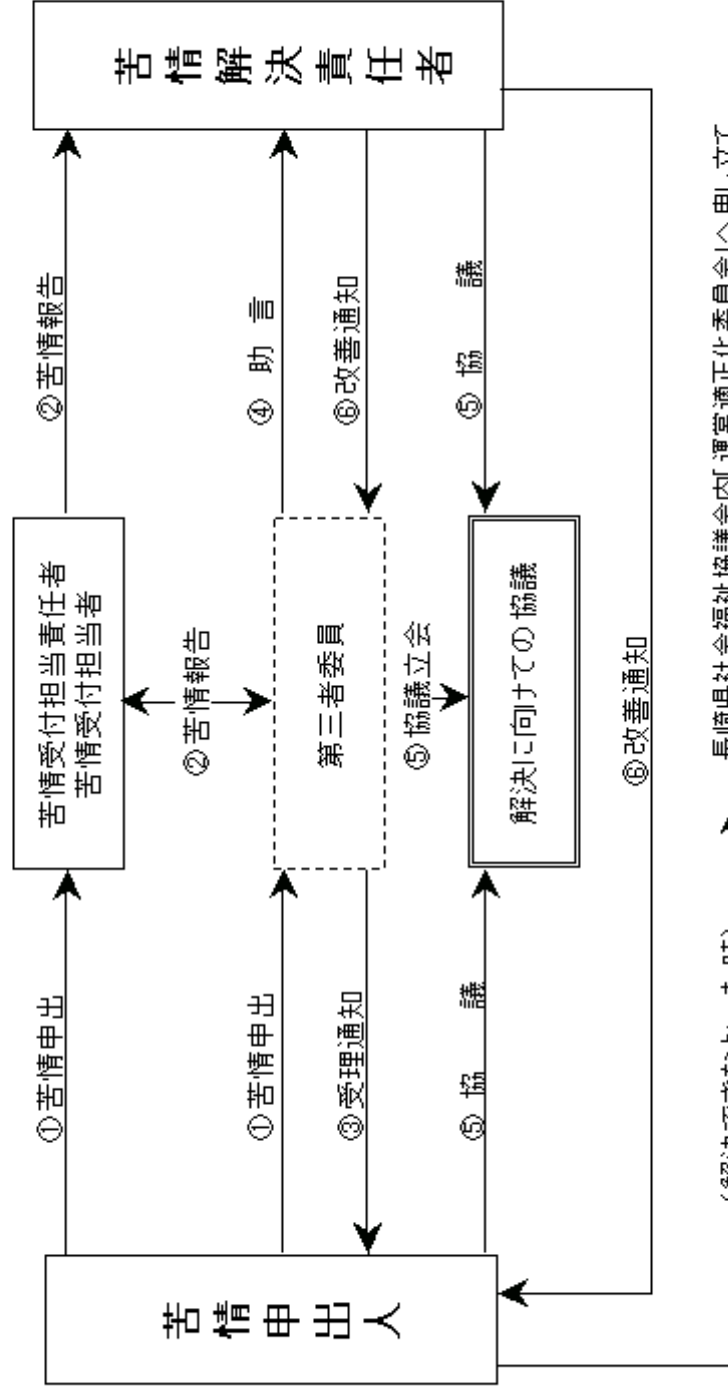 苦情申出人
①苦情申出
①苦情申出
③受理通知
⑤ 協　　議
苦情受付担当責任者
苦情受付担当者
②苦情報告
第三者委員
⑤協議立会
解決に向けての協議
②苦情報告
④ 助 言
⑥改善通知
⑤ 協　　議
苦情解決責任者
⑥改善通知
長崎県社会福祉協議会内「運営適正化委員会」へ申し立て